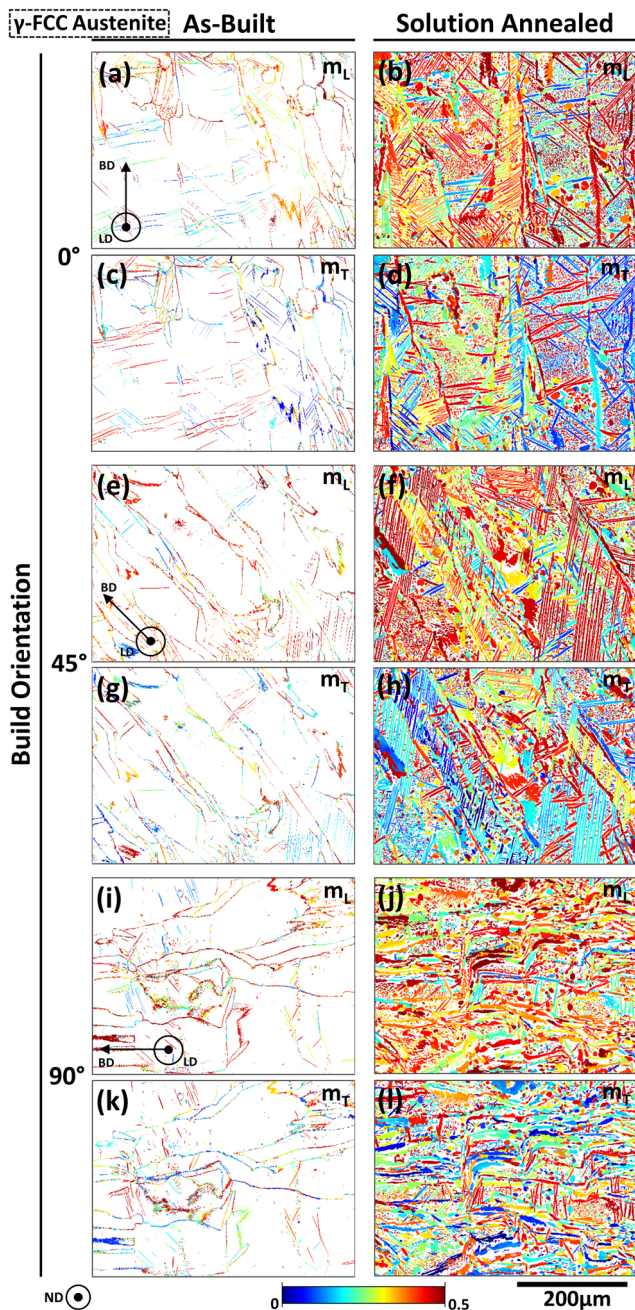 γ-FCC Austenite As-Built Solution Annealed
(a) mL (b) mL
BD
LD
0°
(c) mT (d) mT
(e) mL (f) mL
BD
LD
45°
Build Orientation
(g) mT (h) mT
(i) mL (j) mL
BD LD
90°
(k) mT (l) mT
ND 0 0.5 200μm